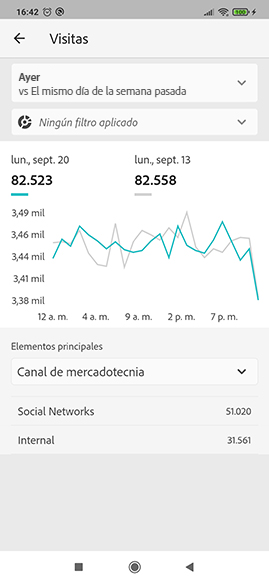 16:42
100
Visitas
Ayer
vs El mismo día de la semana pasada
Ningún filtro aplicado
lun., sept. 20
lun., sept. 13
82.523
82.558
3,49 mil
3,46 mil
3,44 mil
3,41 mil
3,38 mil
12 a. m.
4 a. m.
9 a. m.
2 p. m.
7 p. m.
Elementos principales
Canal de mercadotecnia
Social Networks
51.020
Internal
31.561